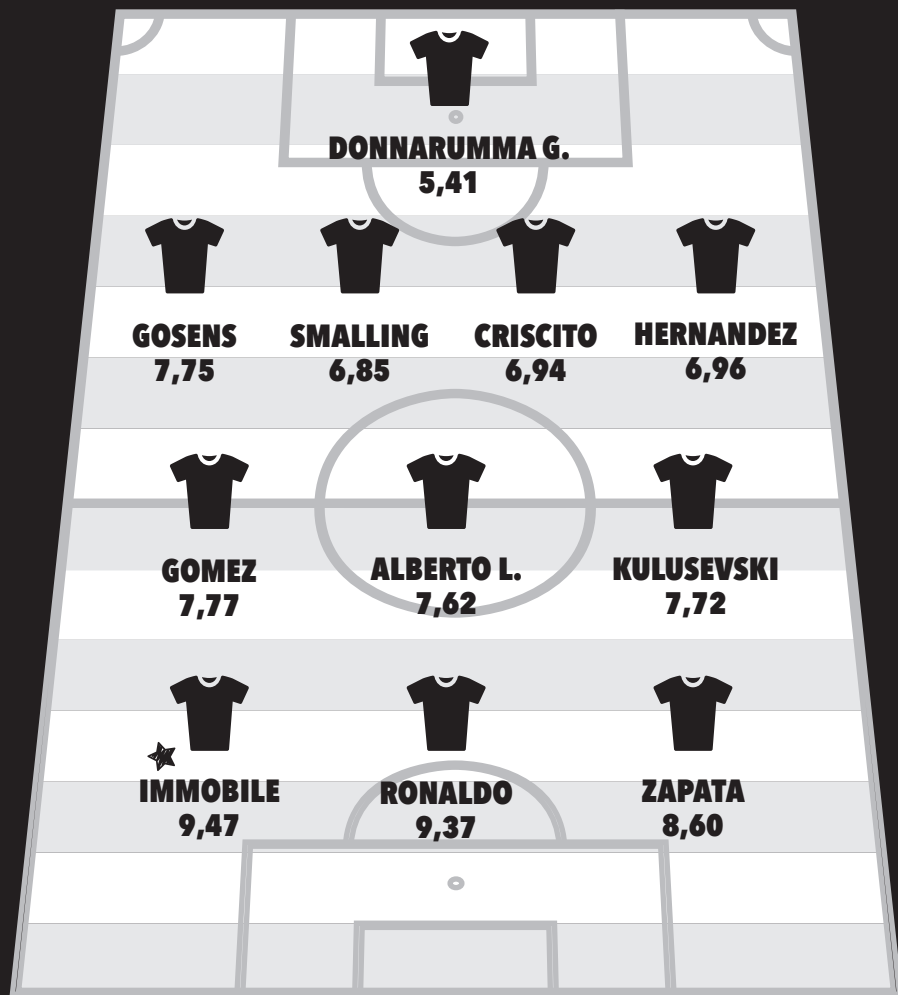 DONNARUMMA G.
5,41
GOSENS
7,75
SMALLING
6,85
CRISCITO
6,94
HERNANDEZ
6,96
GOMEZ
7,77
ALBERTO L.
7,62
KULUSEVSKI
7,72
IMMOBILE
9,47
RONALDO
9,37
ZAPATA
8,60